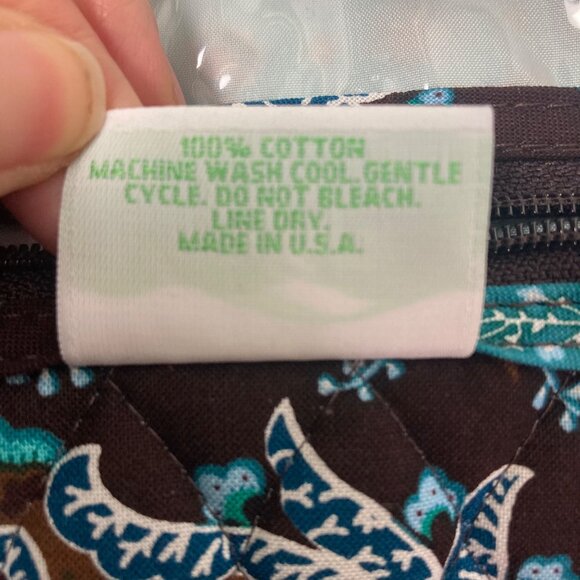 100% COTTON
MACHINE WASH COOL. GENTLE
CYCLE. DO NOT BLEACH.
LINE DRY.
MADE IN U.S.A.